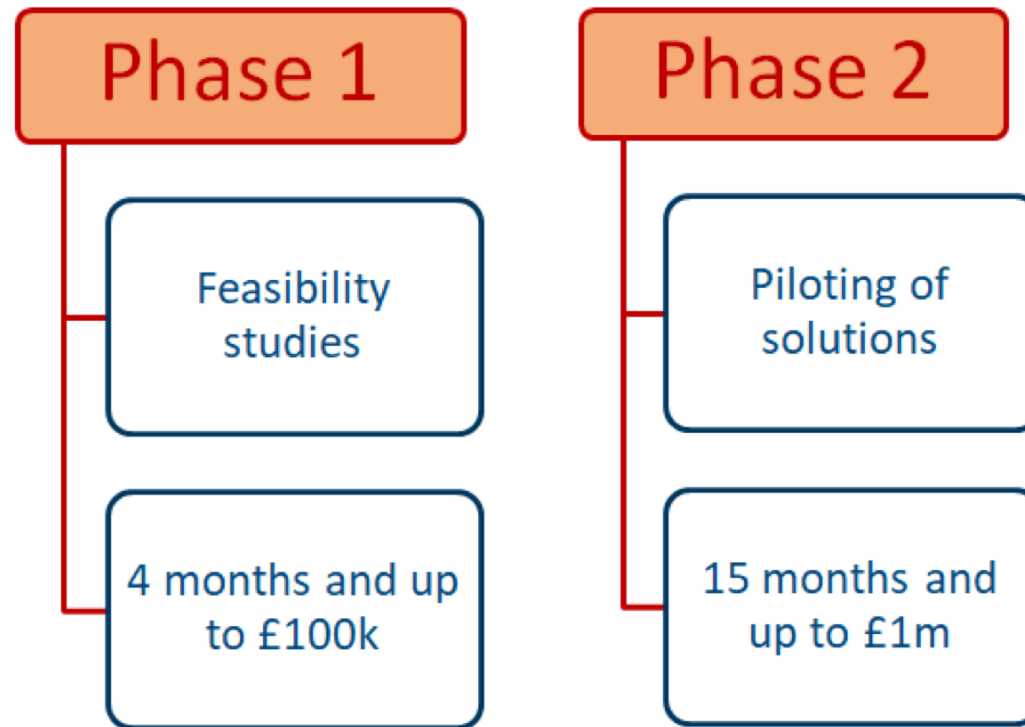 Phase 1
Feasibility
studies
4 months and up
to £100k
Phase 2
Piloting of
solutions
15 months and
up to £1m